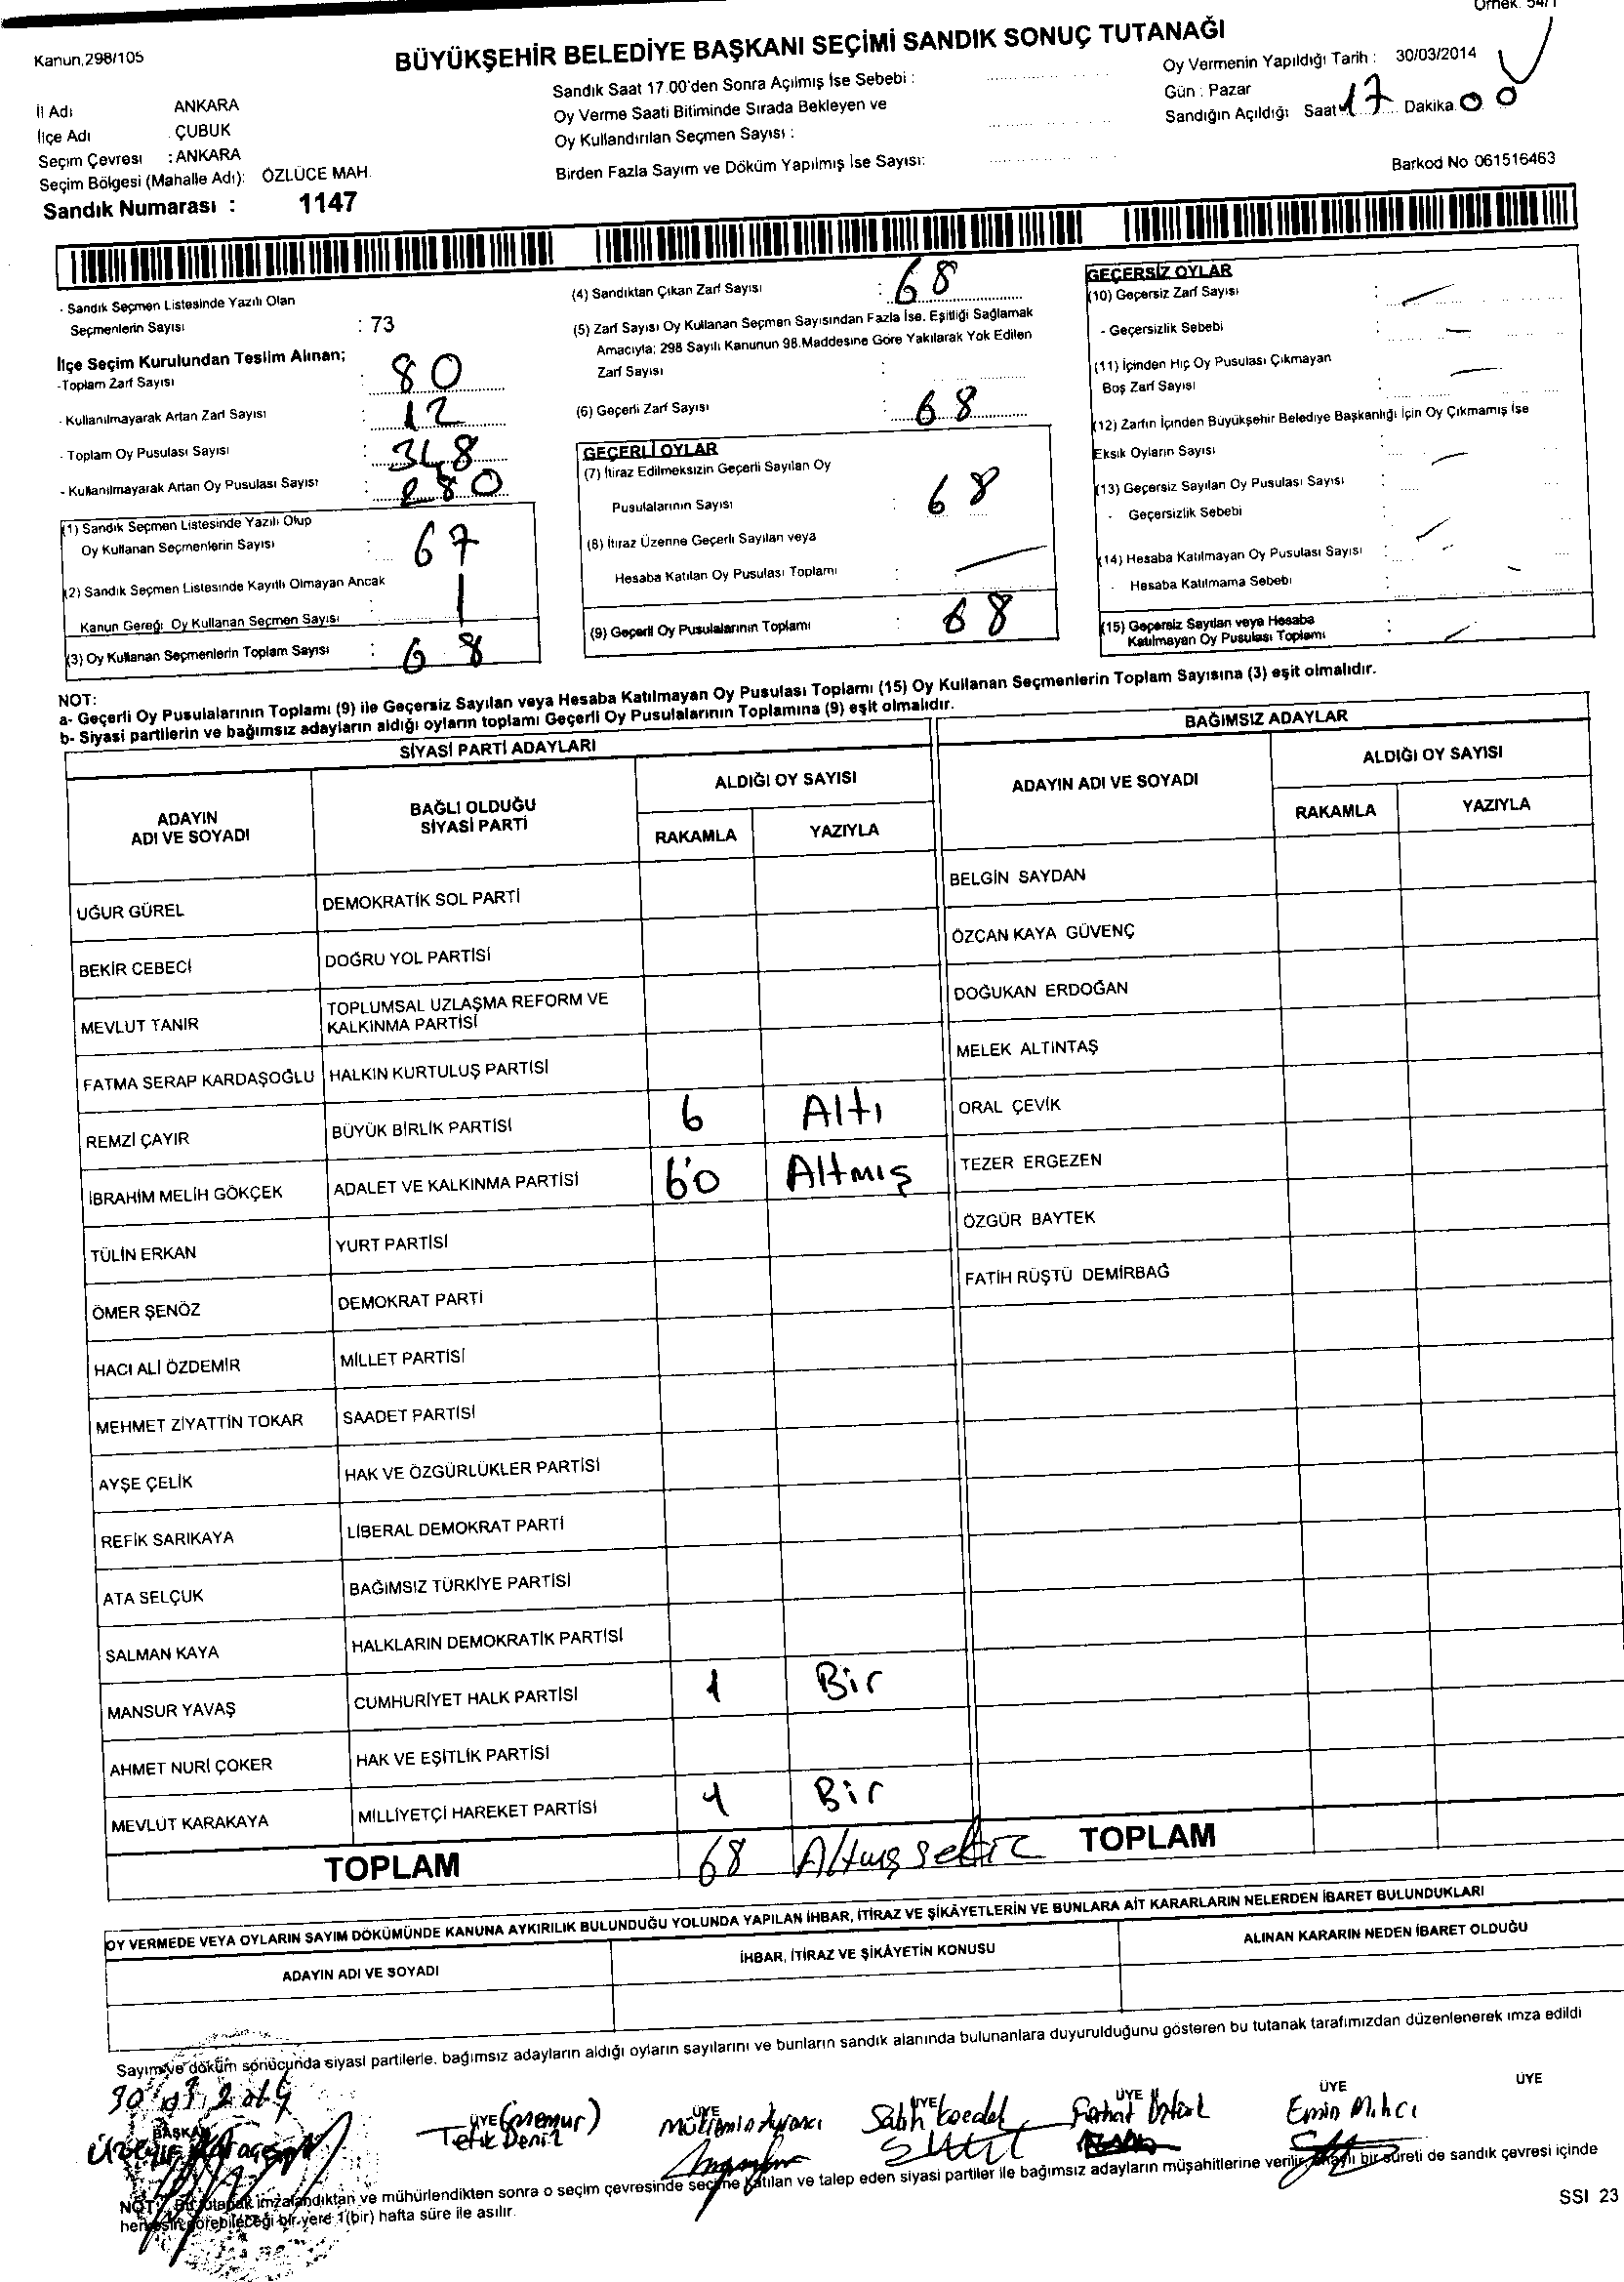 Örnek: 54/1
Kanun,298/105
BÜYÜKŞEHİR BELEDİYE BAŞKANI SEÇİMİ SANDIK SONUÇ TUTANAĞI
İl Adı ANKARA
İlçe Adı ÇUBUK
Seçim Çevresi : ANKARA
Seçim Bölgesi (Mahalle Adı): ÖZLÜCE MAH.
Sandık Numarası : 1147
Sandık Saat 17.00'den Sonra Açılmış İse Sebebi :
Oy Verme Saati Bitiminde Sırada Bekleyen ve
Oy Kullandırılan Seçmen Sayısı :
Birden Fazla Sayım ve Döküm Yapılmış İse Sayısı:
Oy Vermenin Yapıldığı Tarih : 30/03/2014
Gün : Pazar
Sandığın Açıldığı Saat 17 Dakika 00
Barkod No 061516463
- Sandık Seçmen Listesinde Yazılı Olan
Seçmenlerin Sayısı : 73
İlçe Seçim Kurulundan Teslim Alınan;
-Toplam Zarf Sayısı : 80
- Kullanılmayarak Artan Zarf Sayısı : 12
- Toplam Oy Pusulası Sayısı : 348
- Kullanılmayarak Artan Oy Pusulası Sayısı : 280
(1) Sandık Seçmen Listesinde Yazılı Olup
Oy Kullanan Seçmenlerin Sayısı : 67
(2) Sandık Seçmen Listesinde Kayıtlı Olmayan Ancak
Kanun Gereği Oy Kullanan Seçmen Sayısı : 1
(3) Oy Kullanan Seçmenlerin Toplam Sayısı : 68
(4) Sandıktan Çıkan Zarf Sayısı : 68
(5) Zarf Sayısı Oy Kullanan Seçmen Sayısından Fazla İse. Eşitliği Sağlamak
Amacıyla; 298 Sayılı Kanunun 98.Maddesine Göre Yakılarak Yok Edilen
Zarf Sayısı :
(6) Geçerli Zarf Sayısı : 68
GEÇERLİ OYLAR
(7) İtiraz Edilmeksizin Geçerli Sayılan Oy
Pusulalarının Sayısı : 68
(8) İtiraz Üzerine Geçerli Sayılan veya
Hesaba Katılan Oy Pusulası Toplamı : —
(9) Geçerli Oy Pusulalarının Toplamı : 68
GEÇERSİZ OYLAR
(10) Geçersiz Zarf Sayısı : —
- Geçersizlik Sebebi : —
(11) İçinden Hiç Oy Pusulası Çıkmayan
Boş Zarf Sayısı : —
(12) Zarfın İçinden Büyükşehir Belediye Başkanlığı İçin Oy Çıkmamış İse
Eksik Oyların Sayısı : —
(13) Geçersiz Sayılan Oy Pusulası Sayısı :
- Geçersizlik Sebebi : —
(14) Hesaba Katılmayan Oy Pusulası Sayısı : —
- Hesaba Katılmama Sebebi : —
(15) Geçersiz Sayılan veya Hesaba
Katılmayan Oy Pusulası Toplamı : —
NOT:
a- Geçerli Oy Pusulalarının Toplamı (9) ile Geçersiz Sayılan veya Hesaba Katılmayan Oy Pusulası Toplamı (15) Oy Kullanan Seçmenlerin Toplam Sayısına (3) eşit olmalıdır.
b- Siyasi partilerin ve bağımsız adayların aldığı oyların toplamı Geçerli Oy Pusulalarının Toplamına (9) eşit olmalıdır.
SİYASİ PARTİ ADAYLARI
ADAYIN ADI VE SOYADI BAĞLI OLDUĞU SİYASİ PARTİ ALDIĞI OY SAYISI
RAKAMLA YAZIYLA
UĞUR GÜREL DEMOKRATİK SOL PARTİ
BEKİR CEBECİ DOĞRU YOL PARTİSİ
MEVLUT TANIR TOPLUMSAL UZLAŞMA REFORM VE KALKINMA PARTİSİ
FATMA SERAP KARDAŞOĞLU HALKIN KURTULUŞ PARTİSİ
REMZİ ÇAYIR BÜYÜK BİRLİK PARTİSİ 6 Altı
İBRAHİM MELİH GÖKÇEK ADALET VE KALKINMA PARTİSİ 60 Altmış
TÜLİN ERKAN YURT PARTİSİ
ÖMER ŞENÖZ DEMOKRAT PARTİ
HACI ALİ ÖZDEMİR MİLLET PARTİSİ
MEHMET ZİYATTİN TOKAR SAADET PARTİSİ
AYŞE ÇELİK HAK VE ÖZGÜRLÜKLER PARTİSİ
REFİK SARIKAYA LİBERAL DEMOKRAT PARTİ
ATA SELÇUK BAĞIMSIZ TÜRKİYE PARTİSİ
SALMAN KAYA HALKLARIN DEMOKRATİK PARTİSİ
MANSUR YAVAŞ CUMHURİYET HALK PARTİSİ 1 Bir
AHMET NURİ ÇOKER HAK VE EŞİTLİK PARTİSİ
MEVLÜT KARAKAYA MİLLİYETÇİ HAREKET PARTİSİ 1 Bir
TOPLAM 68 Altmış sekiz
BAĞIMSIZ ADAYLAR
ADAYIN ADI VE SOYADI ALDIĞI OY SAYISI
RAKAMLA YAZIYLA
BELGİN SAYDAN
ÖZCAN KAYA GÜVENÇ
DOĞUKAN ERDOĞAN
MELEK ALTINTAŞ
ORAL ÇEVİK
TEZER ERGEZEN
ÖZGÜR BAYTEK
FATİH RÜŞTÜ DEMİRBAĞ
TOPLAM
OY VERMEDE VEYA OYLARIN SAYIM DÖKÜMÜNDE KANUNA AYKIRILIK BULUNDUĞU YOLUNDA YAPILAN İHBAR, İTİRAZ VE ŞİKÂYETLERİN VE BUNLARA AİT KARARLARIN NELERDEN İBARET BULUNDUKLARI
ADAYIN ADI VE SOYADI İHBAR, İTİRAZ VE ŞİKÂYETİN KONUSU ALINAN KARARIN NEDEN İBARET OLDUĞU
Sayım ve döküm sonucunda siyasi partilerle, bağımsız adayların aldığı oyların sayılarını ve bunların sandık alanında bulunanlara duyurulduğunu gösteren bu tutanak tarafımızdan düzenlenerek imza edildi
30 03 2014
BAŞKAN ÜYE ÜYE ÜYE ÜYE ÜYE ÜYE
(memur)
Tefik Deniz
Emin Mıhcı
NOT: Bu tutanak imzalandıktan ve mühürlendikten sonra o seçim çevresinde seçime katılan ve talep eden siyasi partiler ile bağımsız adayların müşahitlerine verilir, onaylı bir sureti de sandık çevresi içinde
herkesin görebileceği bir yere 1(bir) hafta süre ile asılır.
SSI 23